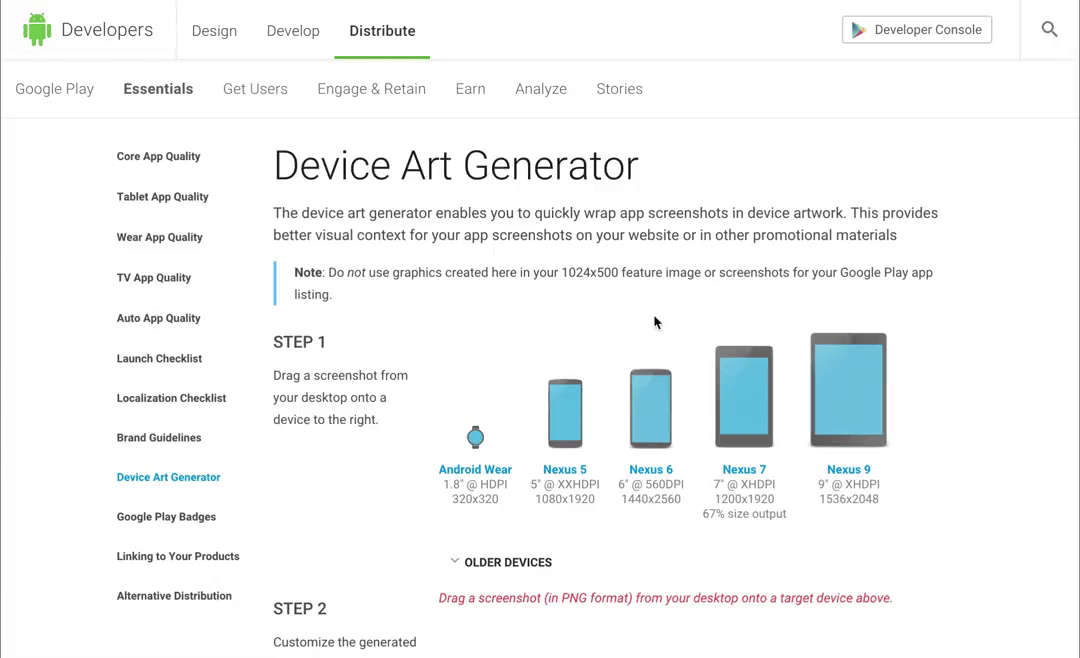 Developers
Design
Develop
Distribute
Developer Console
Google Play
Essentials
Get Users
Engage & Retain
Earn
Analyze
Stories
Core App Quality
Tablet App Quality
Wear App Quality
TV App Quality
Auto App Quality
Launch Checklist
Localization Checklist
Brand Guidelines
Device Art Generator
Google Play Badges
Linking to Your Products
Alternative Distribution
Device Art Generator
The device art generator enables you to quickly wrap app screenshots in device artwork. This provides
better visual context for your app screenshots on your website or in other promotional materials
Note: Do not use graphics created here in your 1024x500 feature image or screenshots for your Google Play app
listing.
STEP 1
Drag a screenshot from
your desktop onto a
device to the right.
Android Wear
1.8" @ HDPI
320x320
Nexus 5
5" @ XXHDPI
1080x1920
Nexus 6
6" @ 560DPI
1440x2560
Nexus 7
7" @ XHDPI
1200x1920
67% size output
Nexus 9
9" @ XHDPI
1536x2048
OLDER DEVICES
Drag a screenshot (in PNG format) from your desktop onto a target device above.
STEP 2
Customize the generated